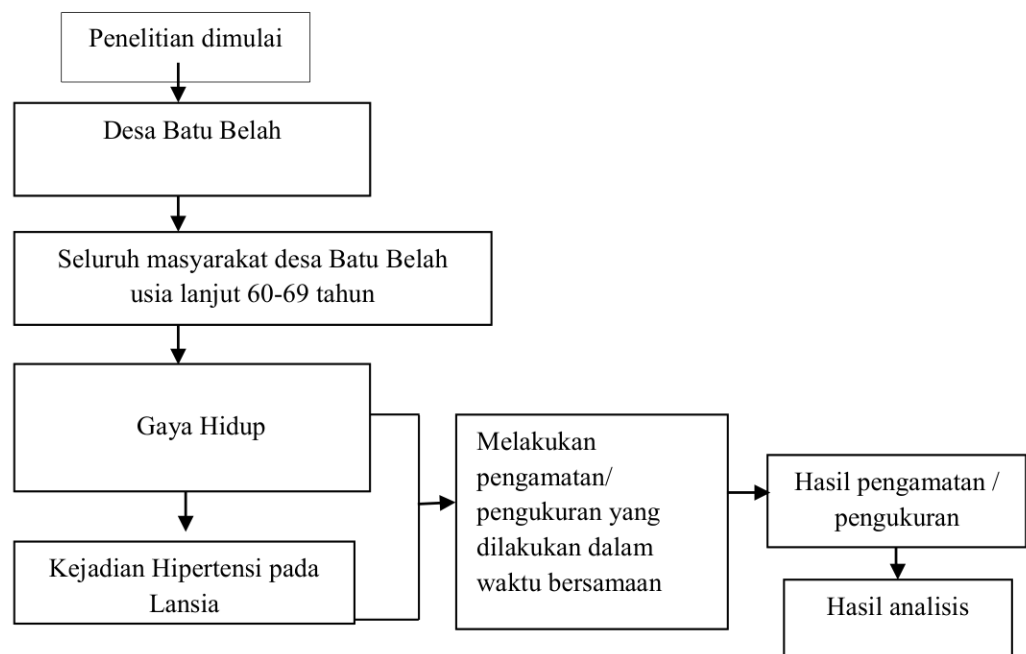 Penelitian dimulai
Desa Batu Belah
Seluruh masyarakat desa Batu Belah
usia lanjut 60-69 tahun
Gaya Hidup
Kejadian Hipertensi pada
Lansia
Melakukan
pengamatan/
pengukuran yang
dilakukan dalam
waktu bersamaan
Hasil pengamatan /
pengukuran
Hasil analisis